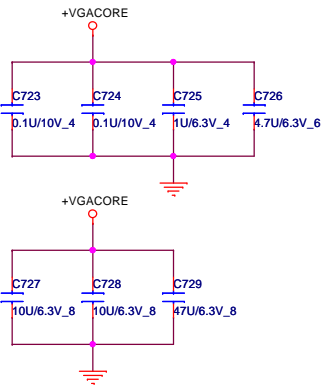 +VGACORE
C723 C724 C725 C726
0.1U/10V_4 0.1U/10V_4 1U/6.3V_4 4.7U/6.3V_6
+VGACORE
C727 C728 C729
10U/6.3V_8 10U/6.3V_8 47U/6.3V_8